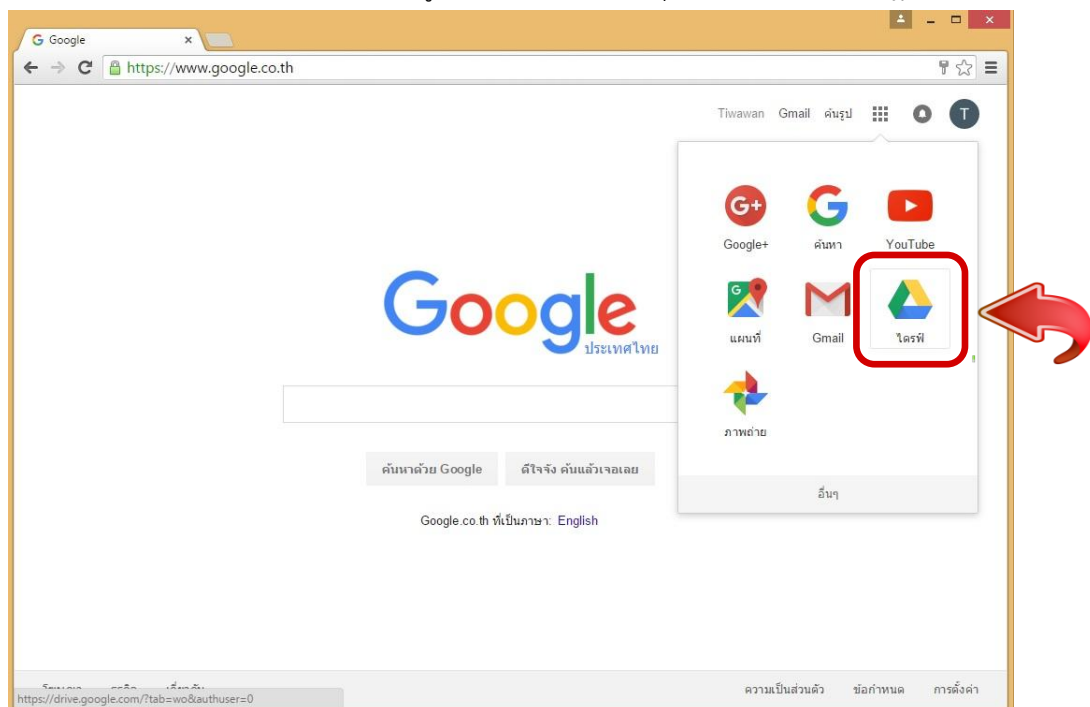 Google
https://www.google.co.th
Tiwawan Gmail ค้นรูป T
G+ G
Google+ ค้นหา YouTube
G
แผนที่ Gmail ไดรฟ์
ภาพถ่าย
อื่นๆ
Google
ประเทศไทย
ค้นหาด้วย Google ดีใจจัง ค้นแล้วเจอเลย
Google.co.th ที่เป็นภาษา: English
ความเป็นส่วนตัว ข้อกำหนด การตั้งค่า
https://drive.google.com/?tab=wo&authuser=0